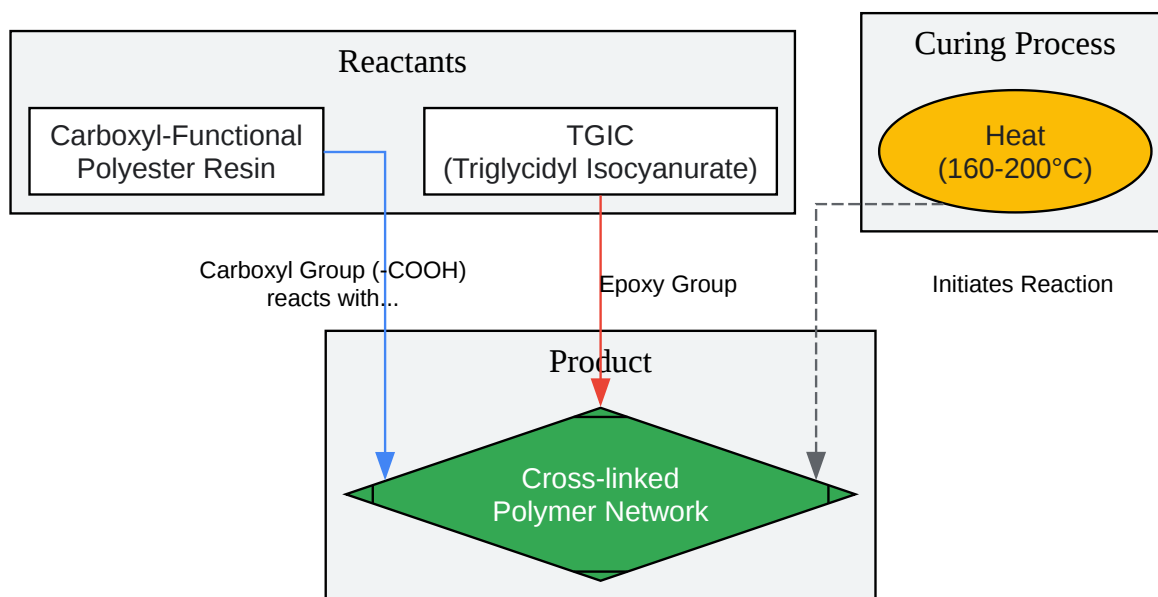 Reactants
Carboxyl-Functional
Polyester Resin
TGIC
(Triglycidyl Isocyanurate)
Curing Process
Heat
(160-200°C)
Carboxyl Group (-COOH)
reacts with...
Epoxy Group
Initiates Reaction
Product
Cross-linked
Polymer Network